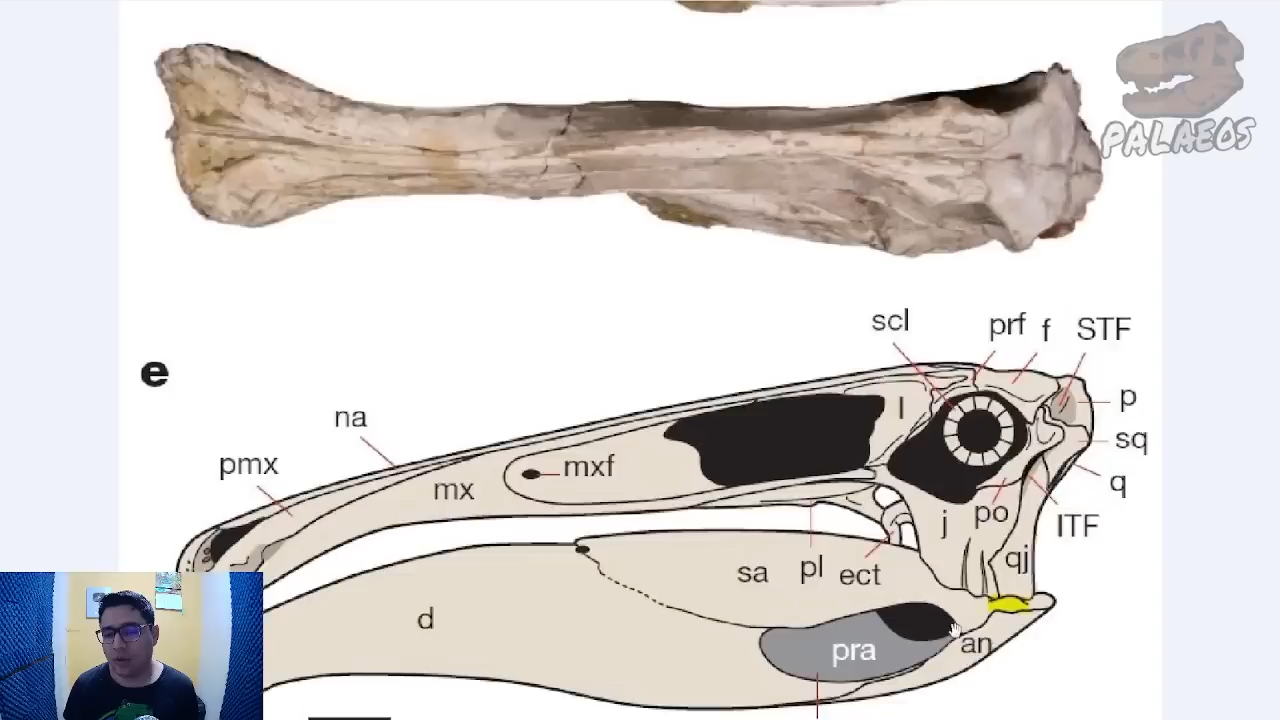 PALAEOS
e
scl
prf
f
STF
na
l
p
pmx
sq
mxf
mx
q
j
po
ITF
qj
sa
pl
ect
d
pra
an